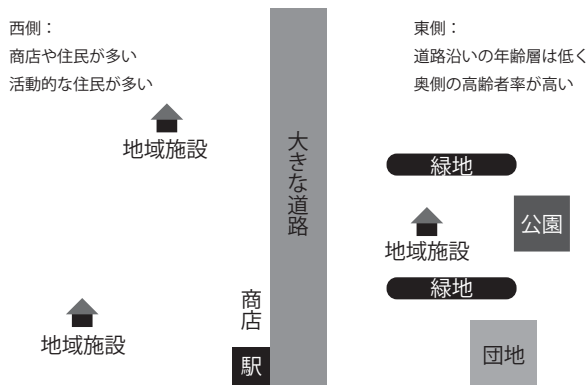 西側：
商店や住民が多い
活動的な住民が多い
東側：
道路沿いの年齢層は低く
奥側の高齢者率が高い
地域施設
大きな道路
緑地
公園
地域施設
緑地
商店
地域施設
駅
団地